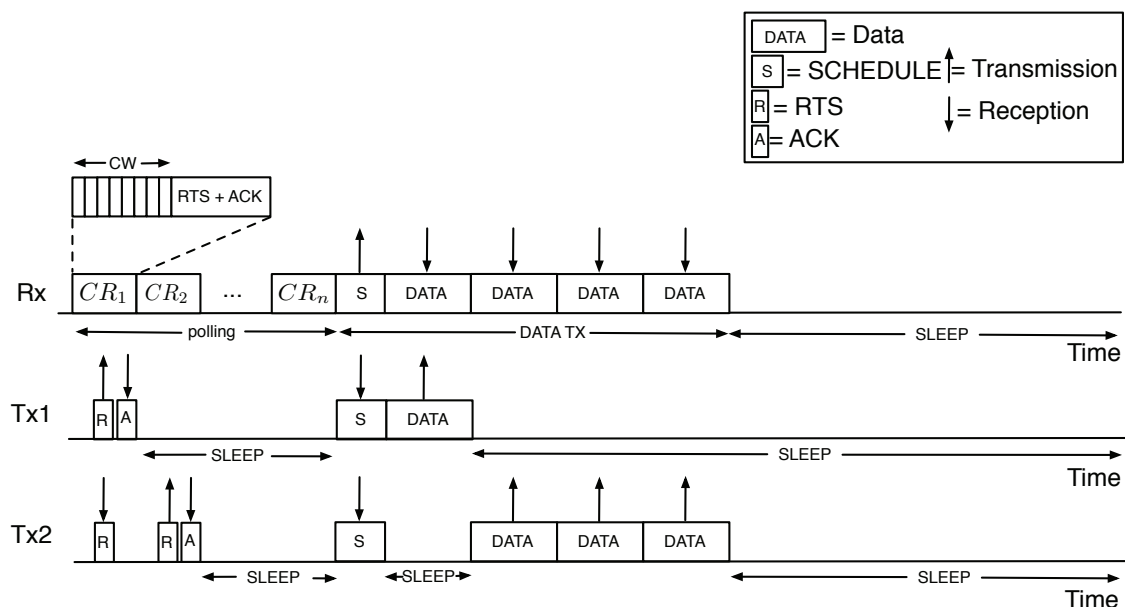 DATA = Data
S = SCHEDULE = Transmission
R = RTS = Reception
A = ACK
CW
RTS + ACK
Rx CR1 CR2 ... CRn S DATA DATA DATA DATA
polling DATA TX SLEEP
Time
Tx1 R A S DATA
SLEEP SLEEP
Time
Tx2 R R A S DATA DATA DATA
SLEEP SLEEP SLEEP
Time